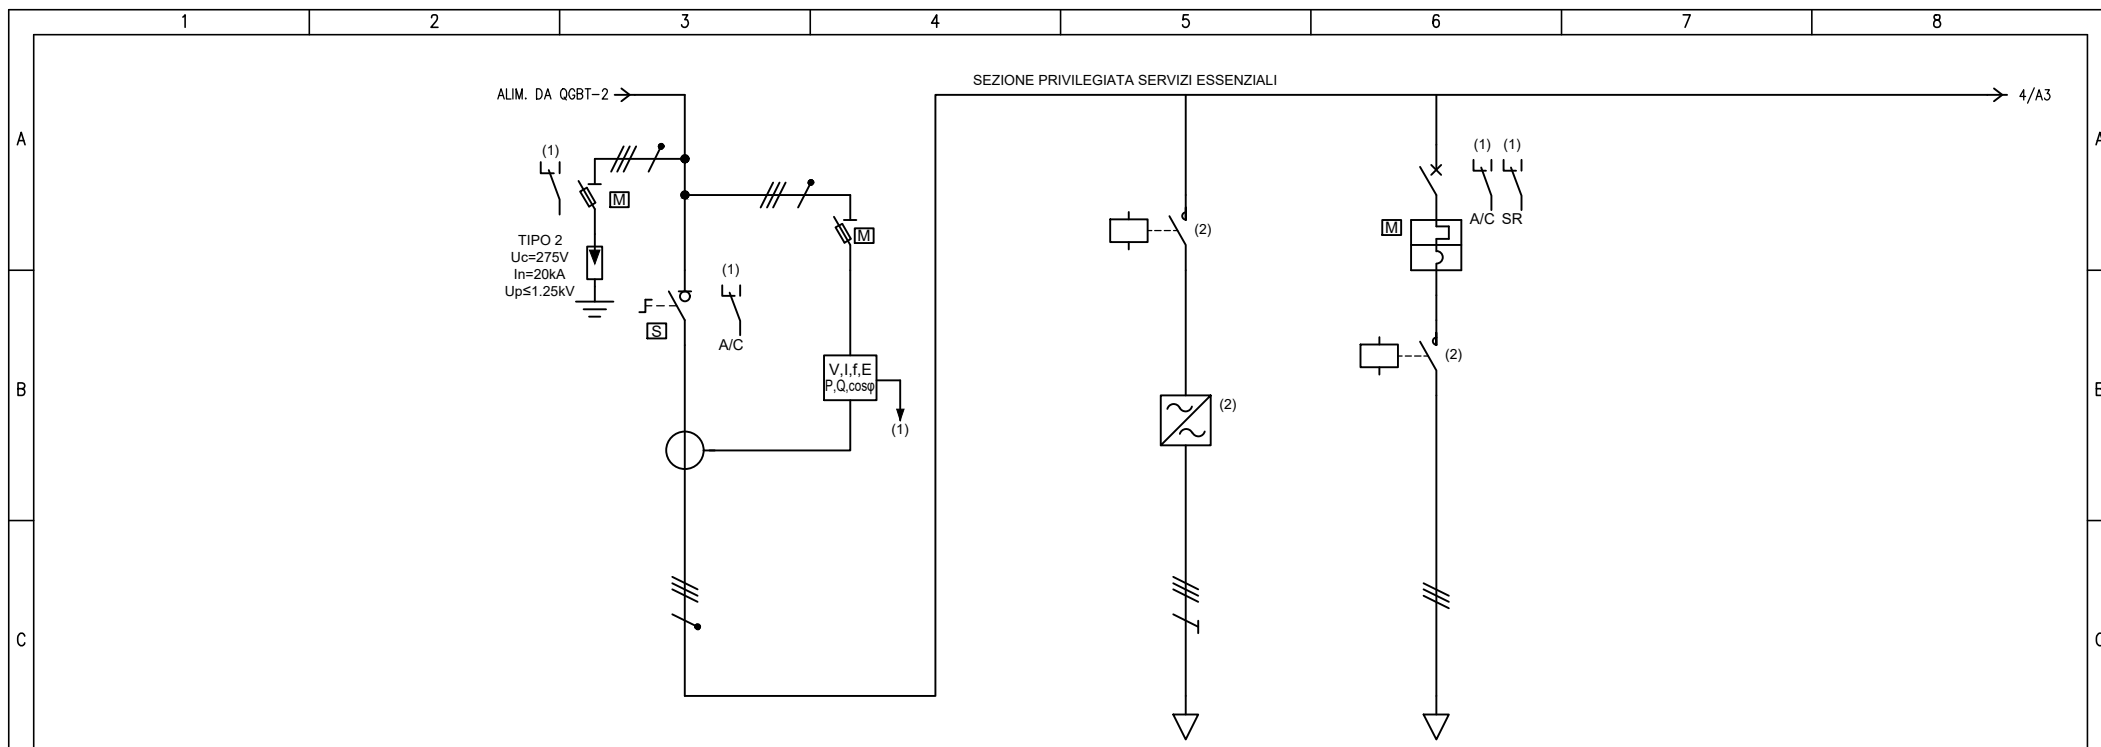 1 2 3 4 5 6 7 8
SEZIONE PRIVILEGIATA SERVIZI ESSENZIALI
ALIM. DA QGBT-2
4/A3
A
A
(1)
M
TIPO 2
Uc=275V
In=20kA
Up≤1.25kV
M
(1)
S
A/C
V,I,f,E
P,Q,cosφ
(1)
(2)
(2)
(1) (1)
A/C SR
M
(2)
B
B
C
C